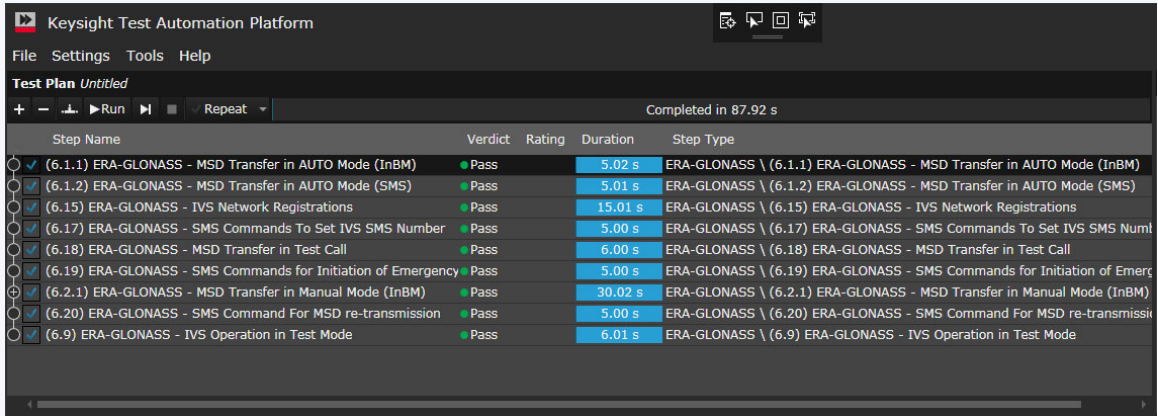 Keysight Test Automation Platform
File Settings Tools Help
Test Plan Untitled
Run Repeat Completed in 87.92 s
Step Name Verdict Rating Duration Step Type
(6.1.1) ERA-GLONASS - MSD Transfer in AUTO Mode (InBM) Pass 5.02 s ERA-GLONASS \ (6.1.1) ERA-GLONASS - MSD Transfer in AUTO Mode (InBM)
(6.1.2) ERA-GLONASS - MSD Transfer in AUTO Mode (SMS) Pass 5.01 s ERA-GLONASS \ (6.1.2) ERA-GLONASS - MSD Transfer in AUTO Mode (SMS)
(6.15) ERA-GLONASS - IVS Network Registrations Pass 15.01 s ERA-GLONASS \ (6.15) ERA-GLONASS - IVS Network Registrations
(6.17) ERA-GLONASS - SMS Commands To Set IVS SMS Number Pass 5.00 s ERA-GLONASS \ (6.17) ERA-GLONASS - SMS Commands To Set IVS SMS
(6.18) ERA-GLONASS - MSD Transfer in Test Call Pass 6.00 s ERA-GLONASS \ (6.18) ERA-GLONASS - MSD Transfer in Test Call
(6.19) ERA-GLONASS - SMS Commands for Initiation of Emergency Pass 5.00 s ERA-GLONASS \ (6.19) ERA-GLONASS - SMS Commands for Initiation of
(6.2.1) ERA-GLONASS - MSD Transfer in Manual Mode (InBM) Pass 30.02 s ERA-GLONASS \ (6.2.1) ERA-GLONASS - MSD Transfer in Manual Mode (InBM)
(6.20) ERA-GLONASS - SMS Command For MSD re-transmission Pass 5.00 s ERA-GLONASS \ (6.20) ERA-GLONASS - SMS Command For MSD
(6.9) ERA-GLONASS - IVS Operation in Test Mode Pass 6.01 s ERA-GLONASS \ (6.9) ERA-GLONASS - IVS Operation in Test Mode